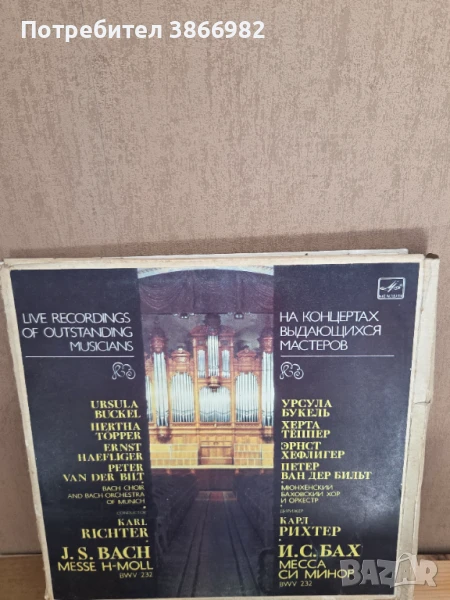 Потребител 3866982
МЕЛОДИЯ
LIVE RECORDINGS
OF OUTSTANDING
MUSICIANS
URSULA
BUCKEL
HERTHA
TÖPPER
ERNST
HAEFLIGER
PETER
VAN DER BILT
BACH CHOIR
AND BACH ORCHESTRA
OF MUNICH
CONDUCTOR
KARL
RICHTER
J. S. BACH
MESSE H-MOLL
BWV 232
НА КОНЦЕРТАХ
ВЫДАЮЩИХСЯ
МАСТЕРОВ
УРСУЛА
БУКЕЛЬ
ХЕРТА
ТЕППЕР
ЭРНСТ
ХЕФЛИГЕР
ПЕТЕР
ВАН ДЕР БИЛЬТ
МЮНХЕНСКИЙ
БАХОВСКИЙ ХОР
И ОРКЕСТР
ДИРИЖЕР
КАРЛ
РИХТЕР
И. С. БАХ
МЕССА
СИ МИНОР
BWV 232
BAZAR